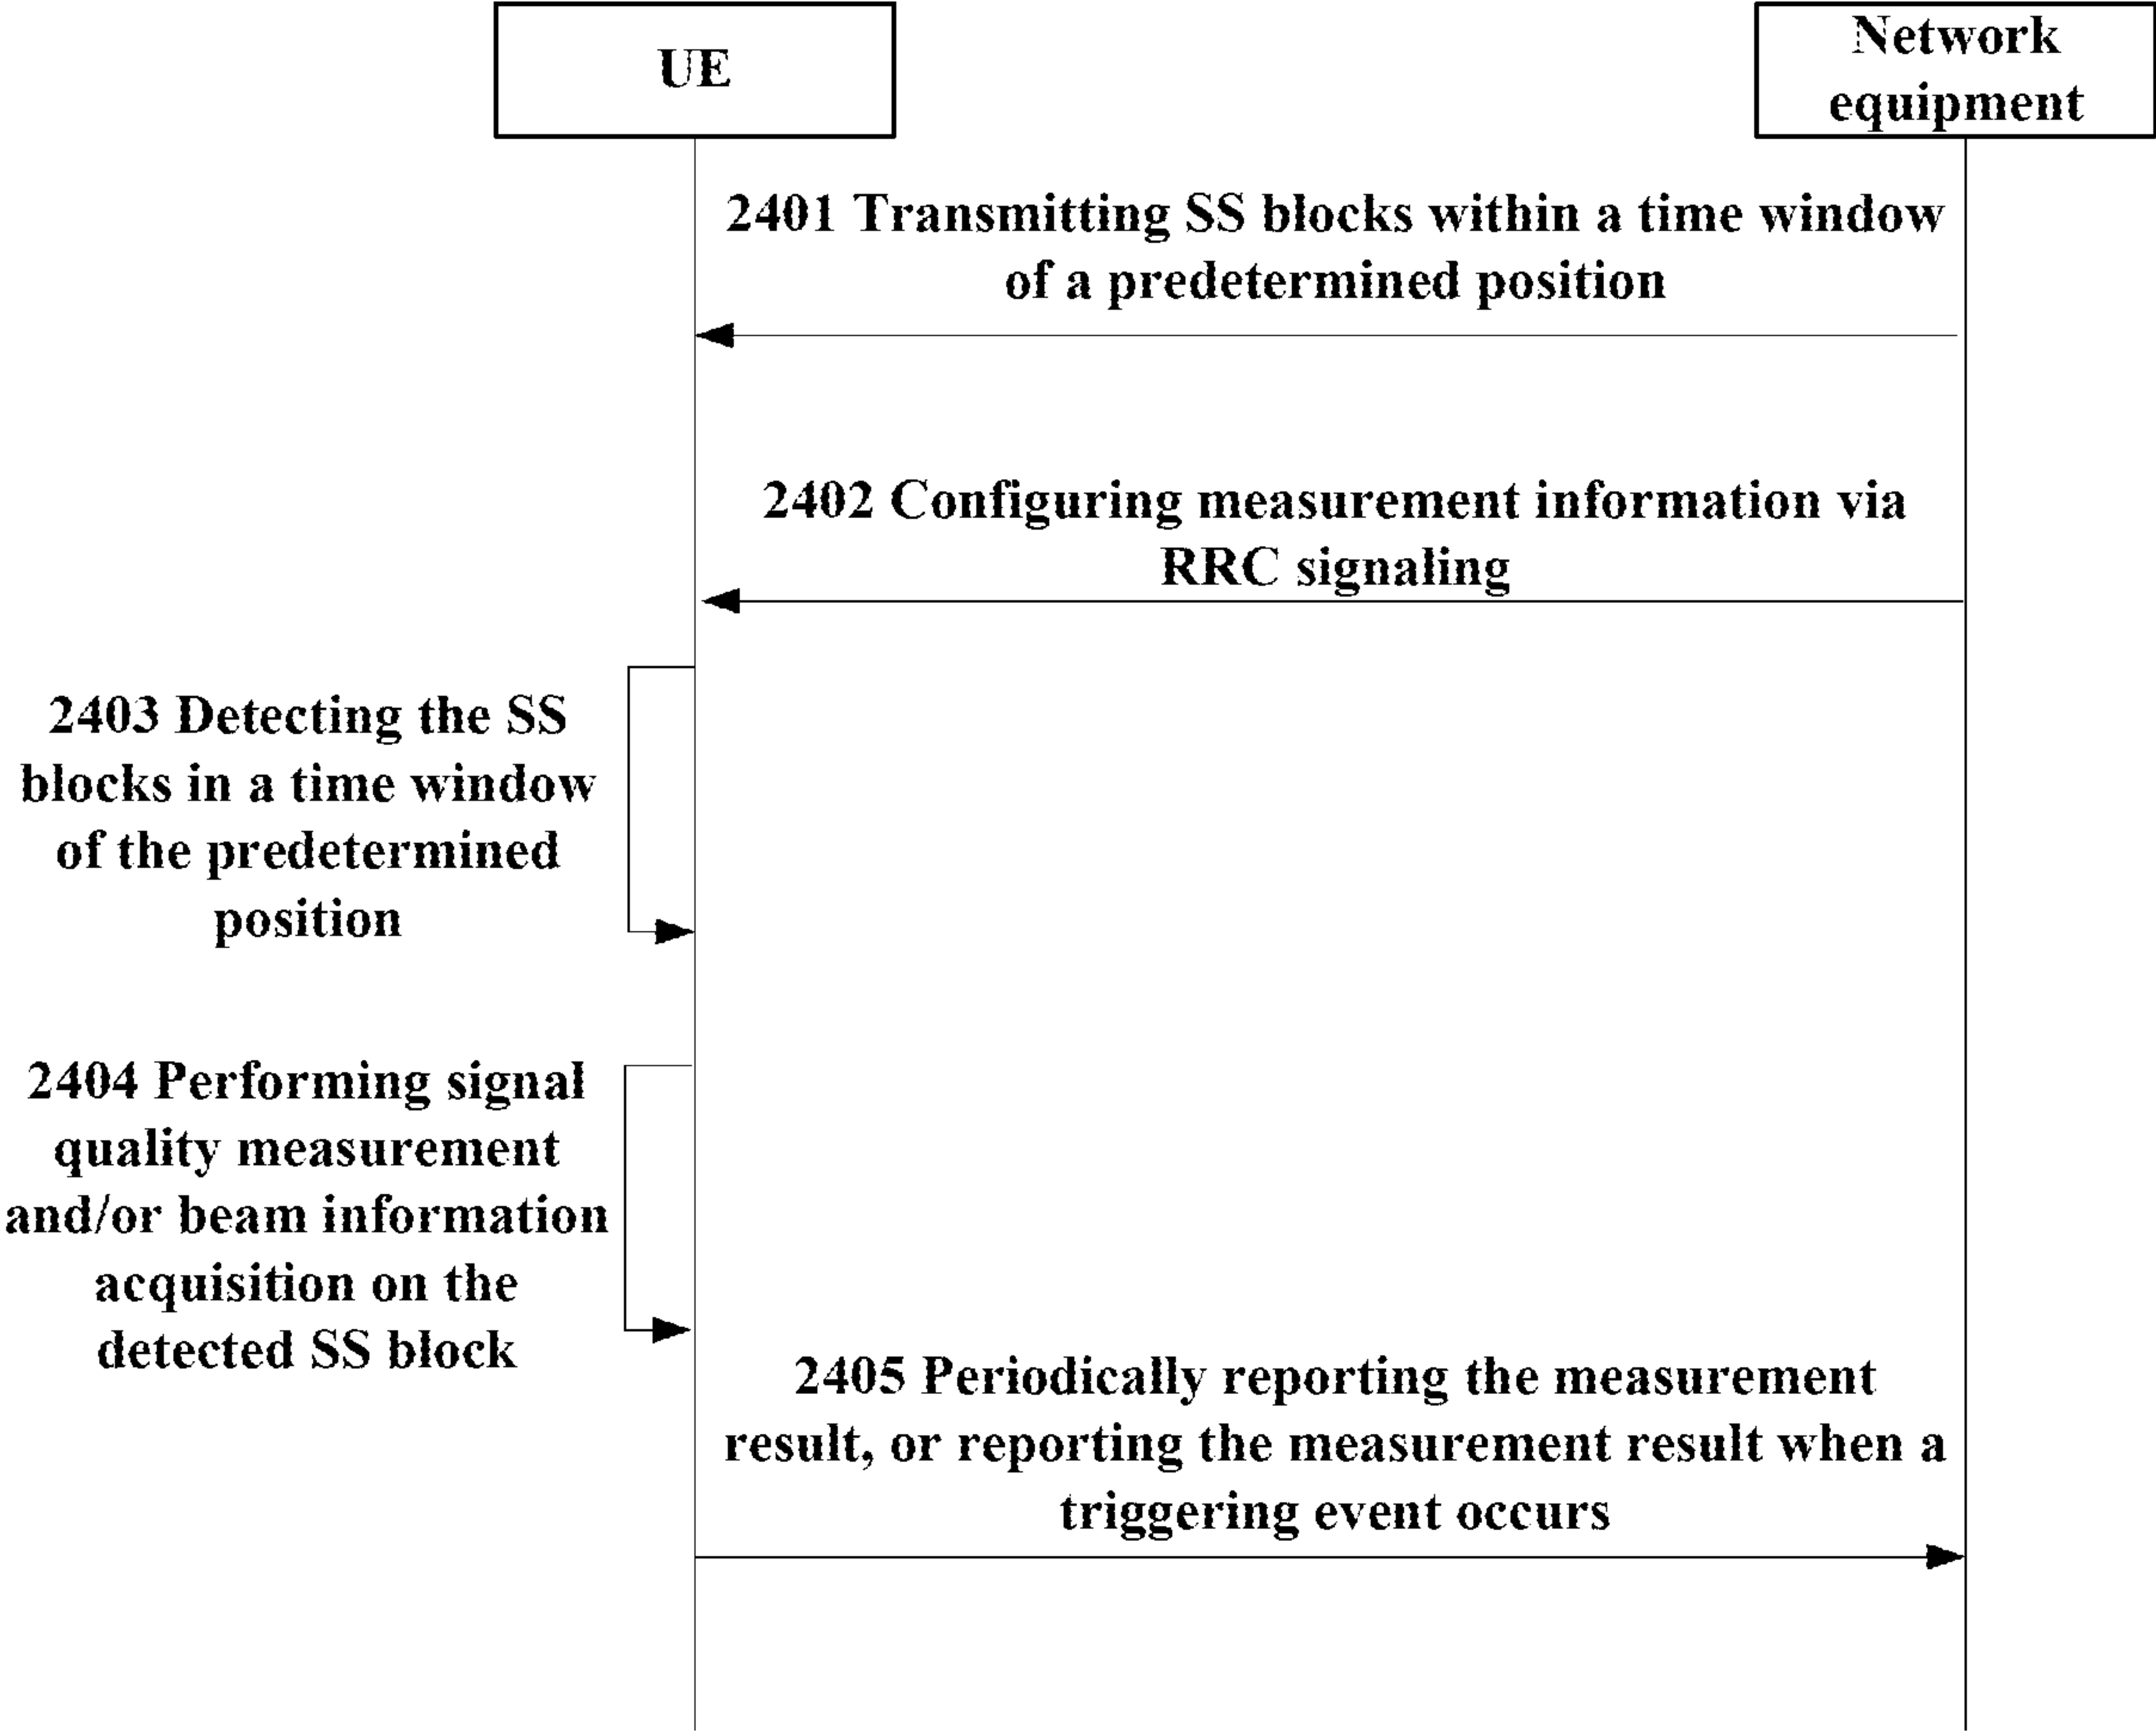 UE
Network
equipment
2401 Transmitting SS blocks within a time window
of a predetermined position
2402 Configuring measurement information via
RRC signaling
2403 Detecting the SS
blocks in a time window
of the predetermined
position
2404 Performing signal
quality measurement
and/or beam information
acquisition on the
detected SS block
2405 Periodically reporting the measurement
result, or reporting the measurement result when a
triggering event occurs